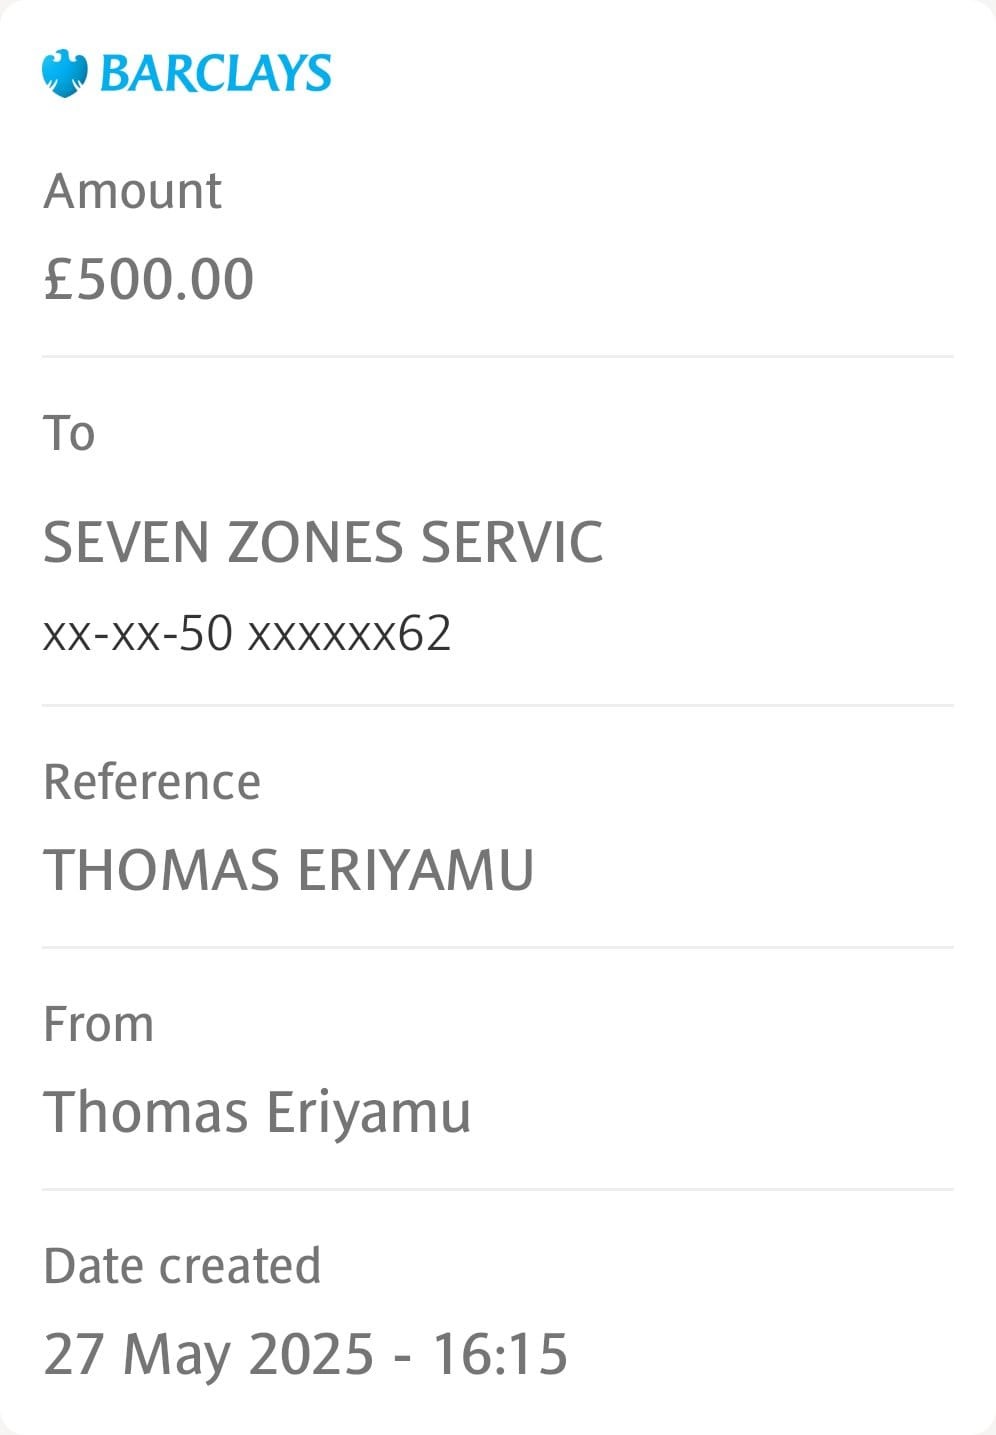 BARCLAYS
Amount
£500.00
To
SEVEN ZONES SERVIC
xx-xx-50 xxxxxx62
Reference
THOMAS ERIYAMU
From
Thomas Eriyamu
Date created
27 May 2025 - 16:15